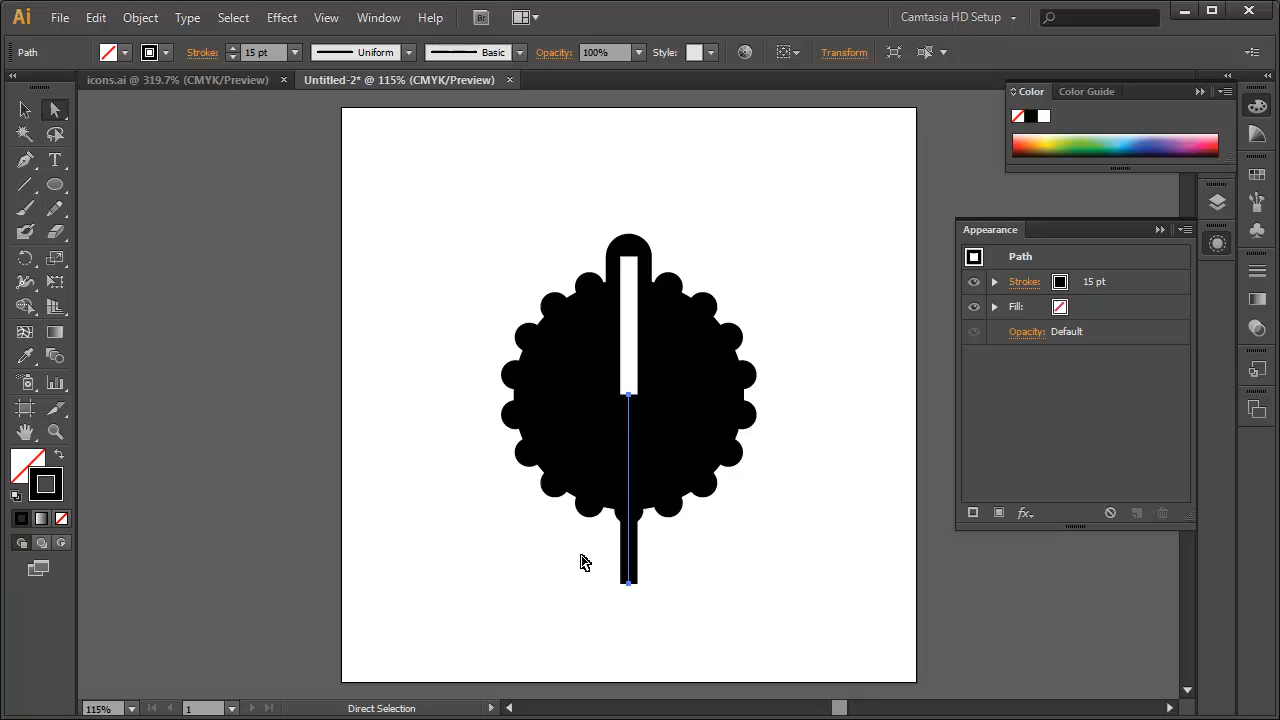 Ai File Edit Object Type Select Effect View Window Help Br Camtasia HD Setup
Path Stroke: 15 pt Uniform Basic Opacity: 100% Style: Transform
icons.ai @ 319.7% (CMYK/Preview) Untitled-2* @ 115% (CMYK/Preview)
Color Color Guide
Appearance
Path
Stroke: 15 pt
Fill:
Opacity: Default
fx
115% 1 Direct Selection